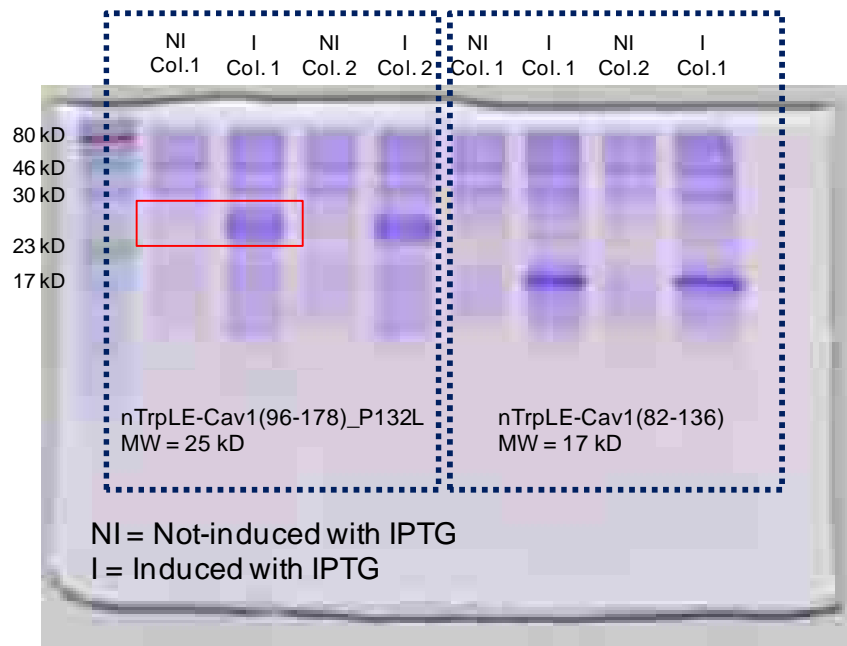 NI I NI I NI I NI I
Col.1 Col. 1 Col. 2 Col. 2 Col. 1 Col. 1 Col.2 Col.1
80 kD
46 kD
30 kD
23 kD
17 kD
nTrpLE-Cav1(96-178)_P132L
MW = 25 kD
nTrpLE-Cav1(82-136)
MW = 17 kD
NI = Not-induced with IPTG
I = Induced with IPTG